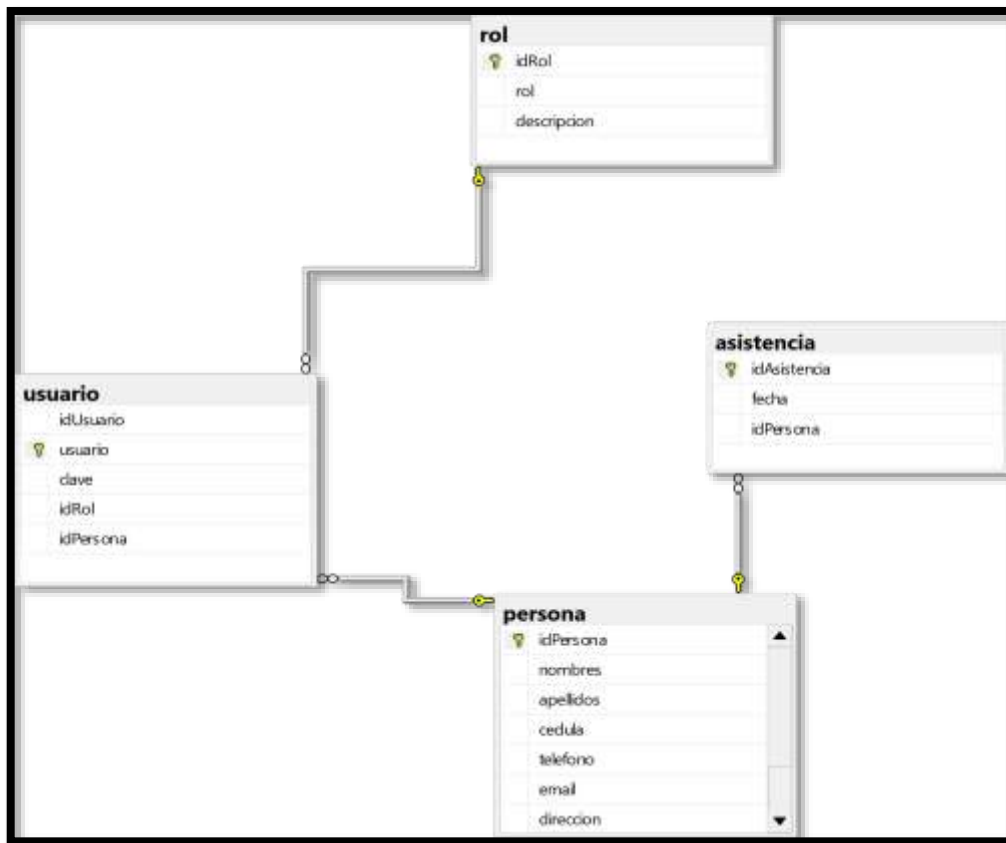 rol
idRol
rol
descripcion
asistencia
idAsistencia
fecha
idPersona
usuario
idUsuario
usuario
clave
idRol
idPersona
persona
idPersona
nombres
apellidos
cedula
telefono
email
direccion